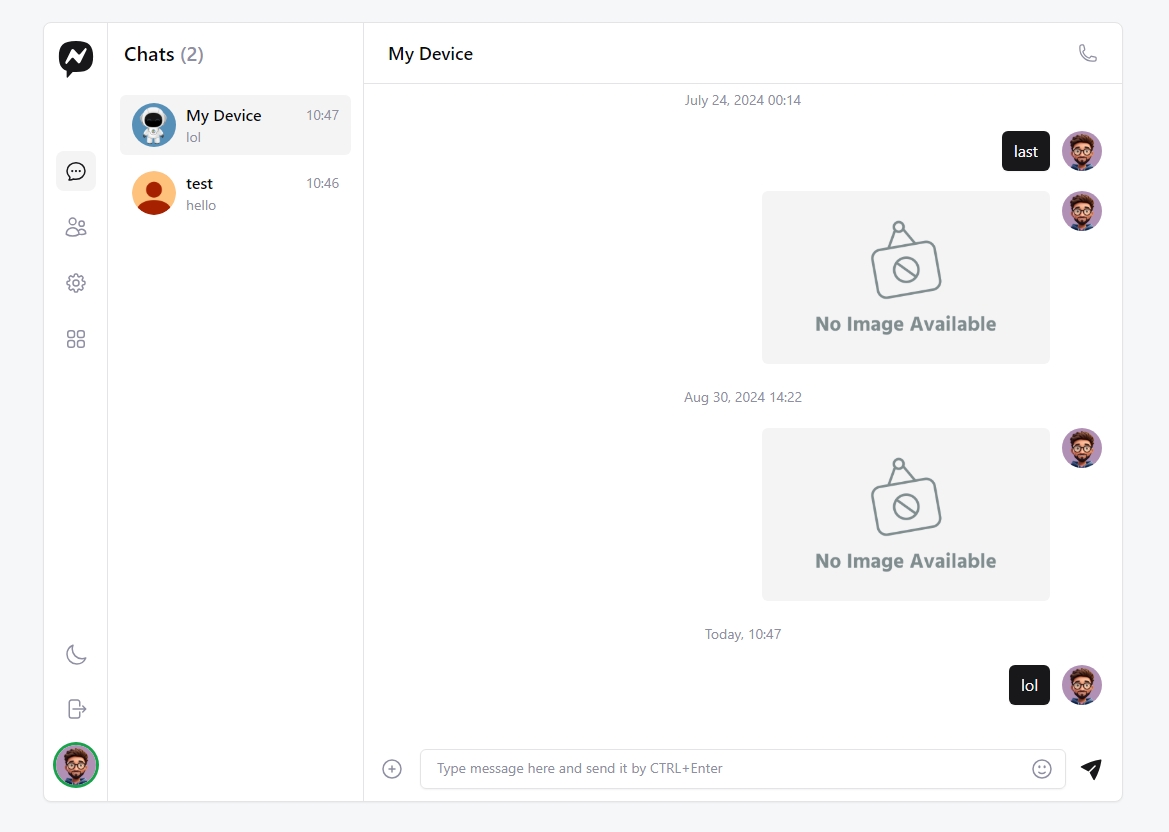 Chats (2)
My Device
10:47
lol
test
10:46
hello
My Device
July 24, 2024 00:14
last
No Image Available
Aug 30, 2024 14:22
No Image Available
Today, 10:47
lol
Type message here and send it by CTRL+Enter